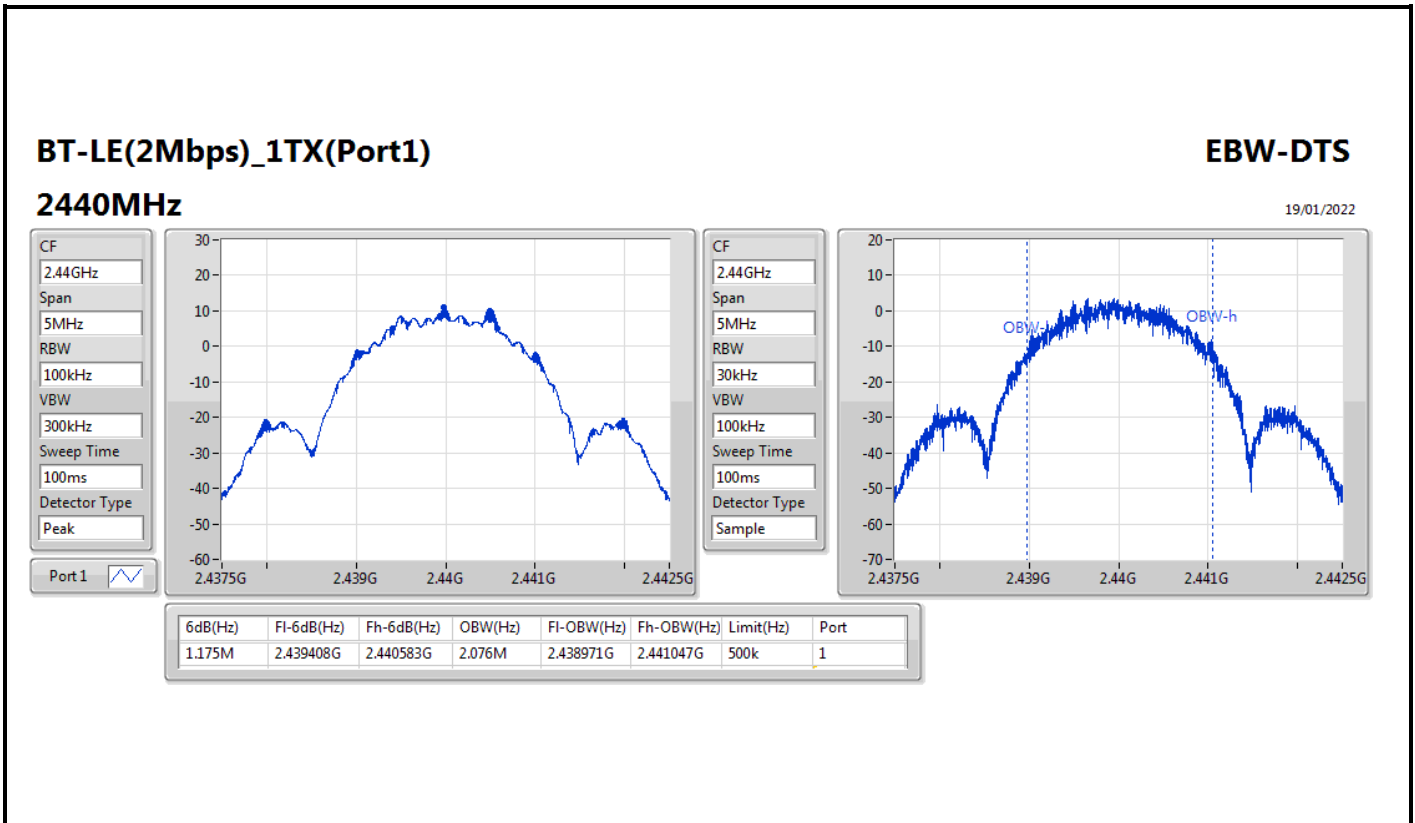 BT-LE(2Mbps)_1TX(Port1)
EBW-DTS
2440MHz
19/01/2022
CF
2.44GHz
Span
5MHz
RBW
100kHz
VBW
300kHz
Sweep Time
100ms
Detector Type
Peak
Port 1
30
20
10
0
-10
-20
-30
-40
-50
-60
2.4375G 2.439G 2.44G 2.441G 2.4425G
CF
2.44GHz
Span
5MHz
RBW
30kHz
VBW
100kHz
Sweep Time
100ms
Detector Type
Sample
20
10
0
-10
-20
-30
-40
-50
-60
-70
OBW-h
2.4375G 2.439G 2.44G 2.441G 2.4425G
6dB(Hz) Fl-6dB(Hz) Fh-6dB(Hz) OBW(Hz) Fl-OBW(Hz) Fh-OBW(Hz) Limit(Hz) Port
1.175M 2.439408G 2.440583G 2.076M 2.438971G 2.441047G 500k 1